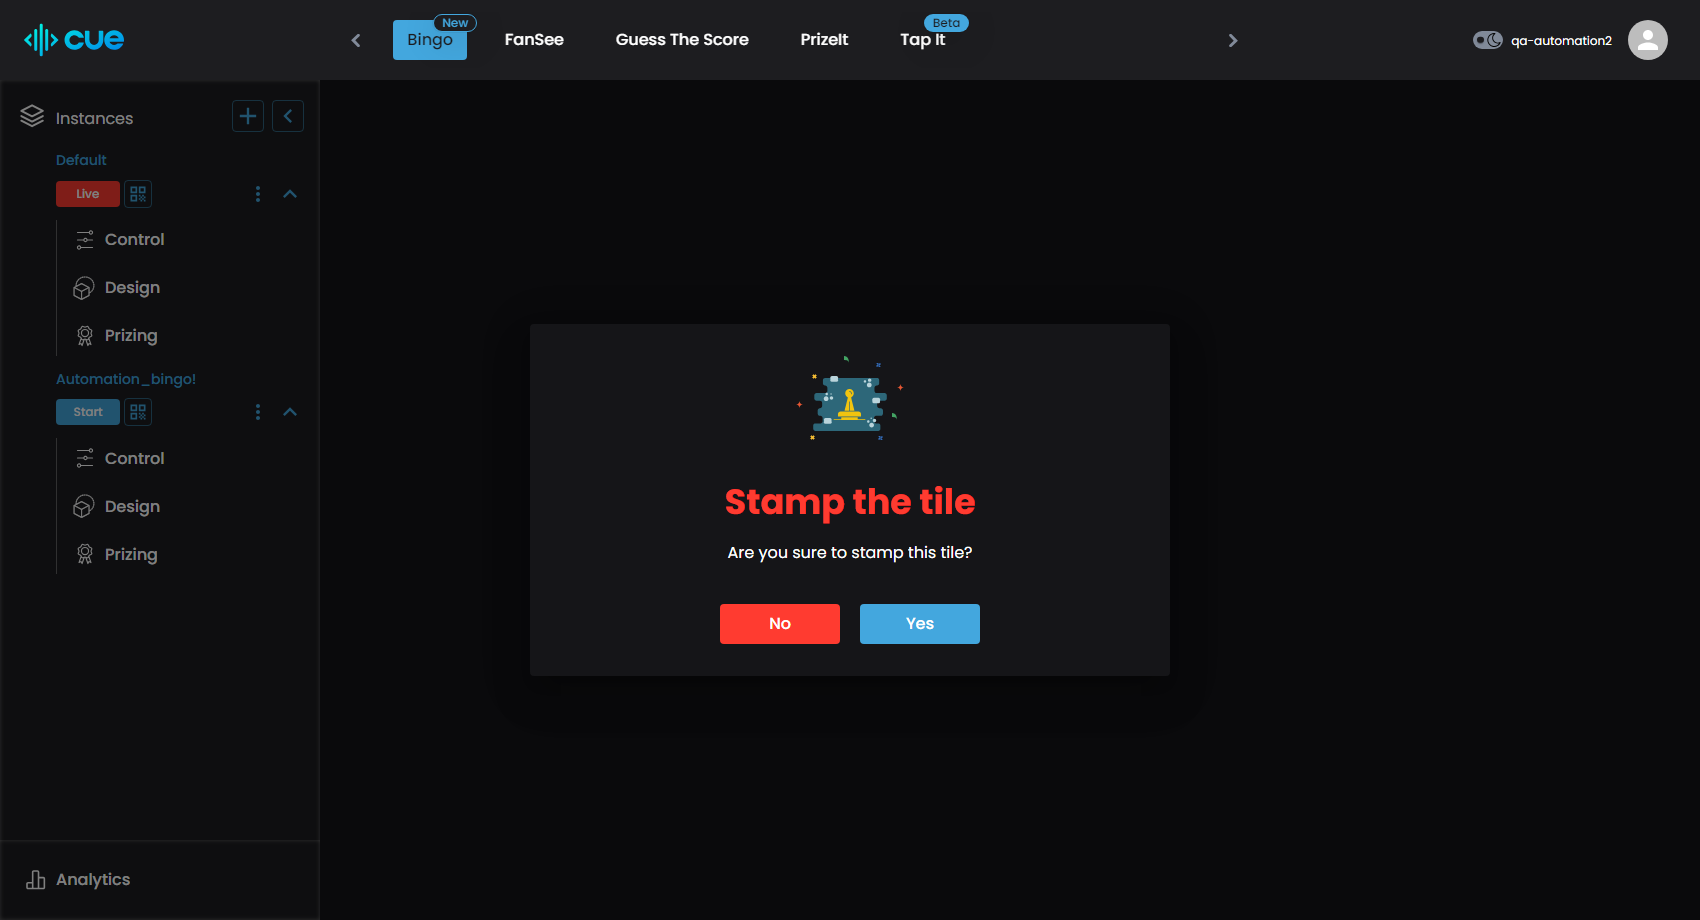 cue
Bingo
New
FanSee
Guess The Score
PrizeIt
Tap It
Beta
qa-automation2
Instances
Default
Live
Control
Design
Prizing
Automation_bingo!
Start
Control
Design
Prizing
Analytics
Stamp the tile
Are you sure to stamp this tile?
No
Yes